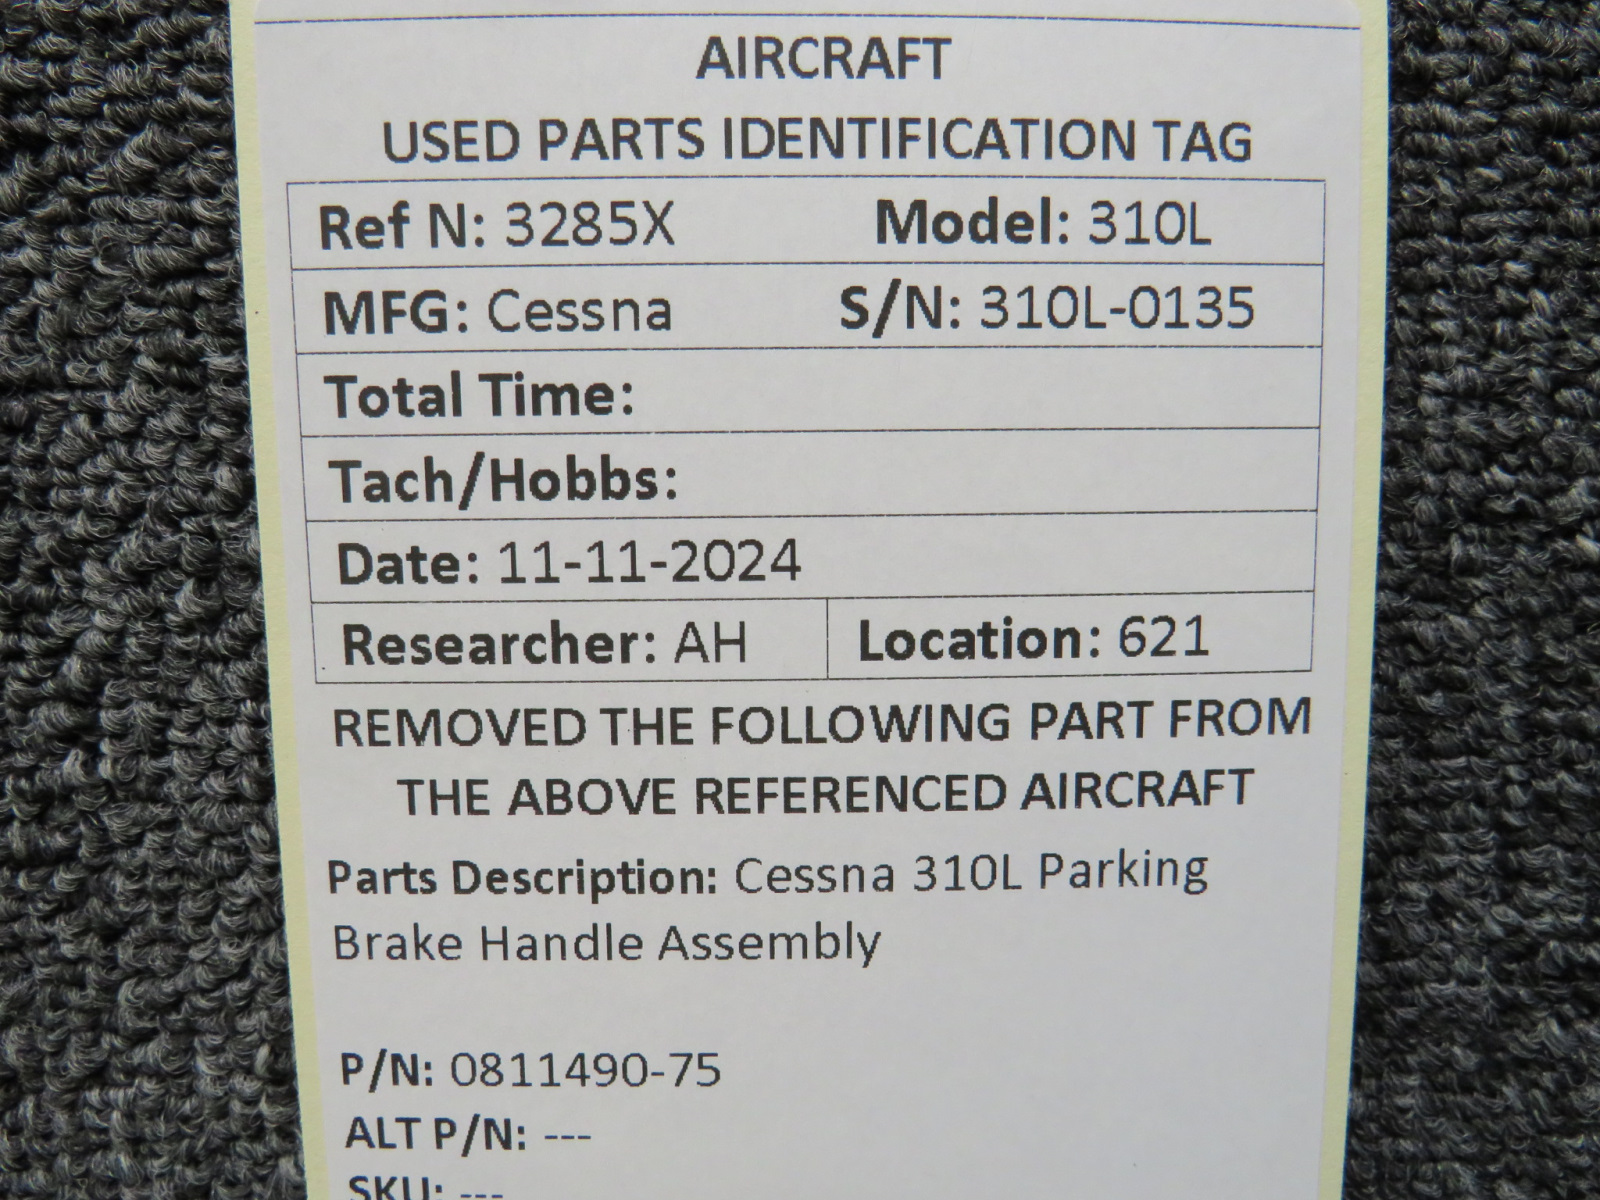 AIRCRAFT
USED PARTS IDENTIFICATION TAG
Ref N: 3285X Model: 310L
MFG: Cessna S/N: 310L-0135
Total Time:
Tach/Hobbs:
Date: 11-11-2024
Researcher: AH Location: 621
REMOVED THE FOLLOWING PART FROM
THE ABOVE REFERENCED AIRCRAFT
Parts Description: Cessna 310L Parking
Brake Handle Assembly
P/N: 0811490-75
ALT P/N: ---
SKU: ---